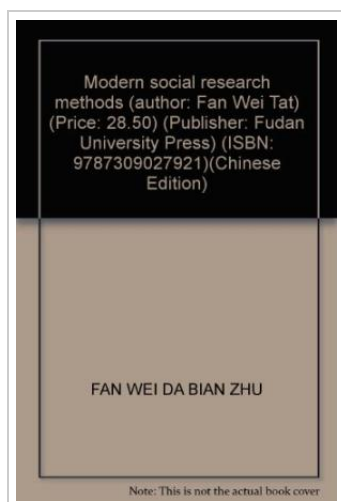 Modern social research
methods (author: Fan Wei Tat)
(Price: 28.50) (Publisher: Fudan
University Press) (ISBN:
9787309027921)(Chinese
Edition)
FAN WEI DA BIAN ZHU
Note: This is not the actual book cover